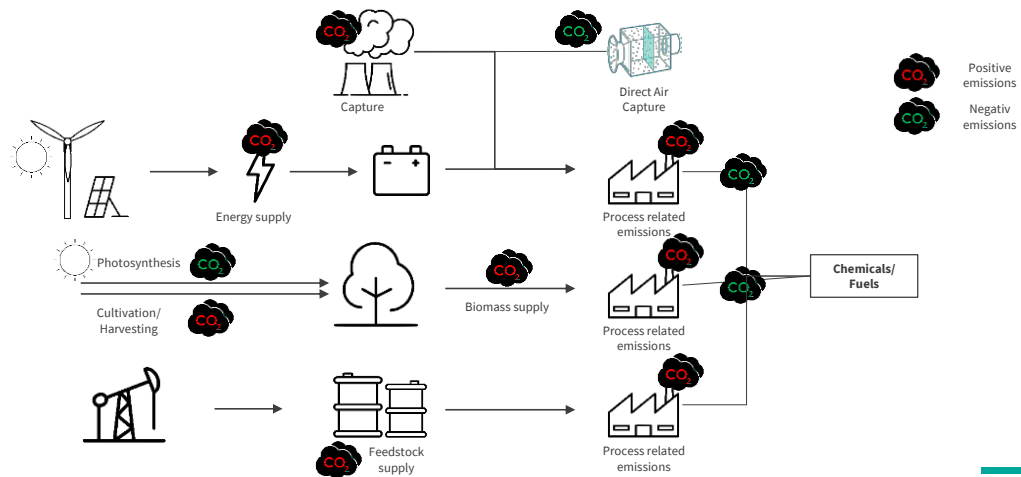 CO2
CO2
Capture
Direct Air
Capture
CO2
Positive
emissions
CO2
Negativ
emissions
CO2
Energy supply
- +
CO2
Process related
emissions
CO2
Photosynthesis
CO2
Cultivation/
Harvesting
CO2
CO2
Biomass supply
CO2
Process related
emissions
CO2
Chemicals/
Fuels
Feedstock
supply
CO2
CO2
Process related
emissions